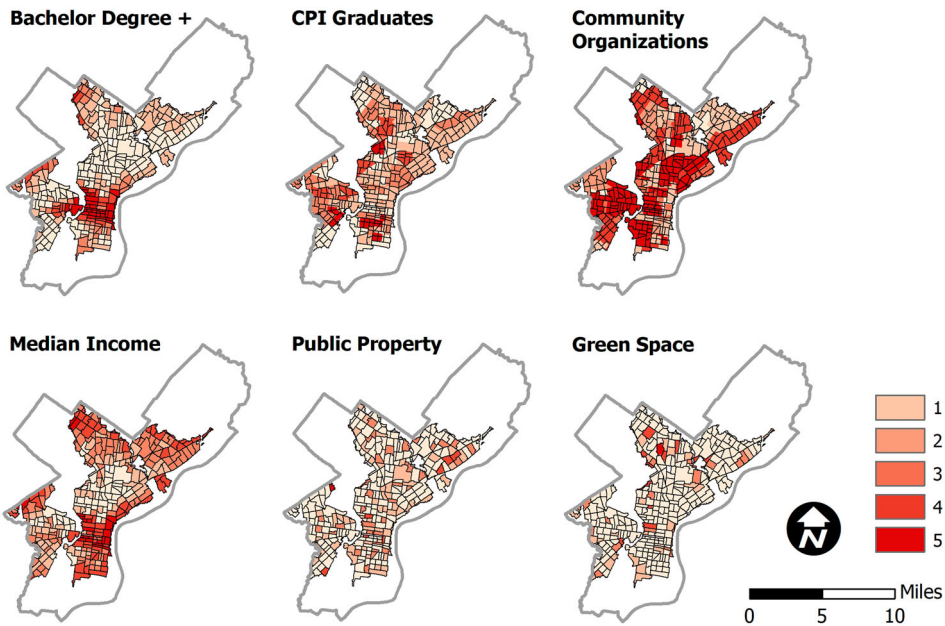 Bachelor Degree +
CPI Graduates
Community
Organizations
Median Income
Public Property
Green Space
1
2
3
4
5
N
Miles
0 5 10